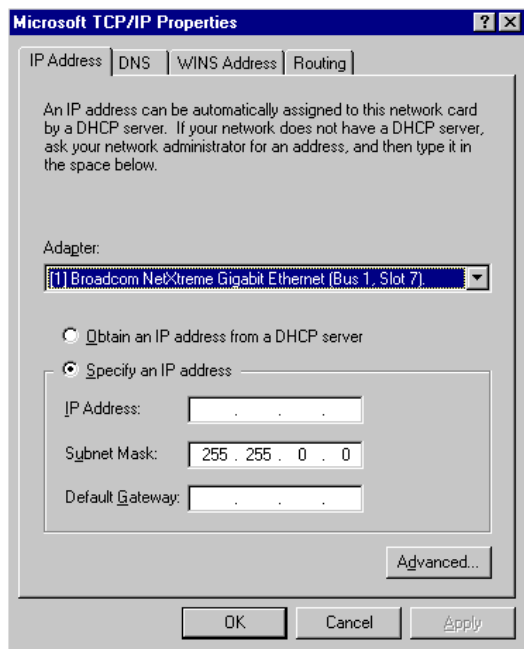 Microsoft TCP/IP Properties
? X
IP Address DNS WINS Address Routing
An IP address can be automatically assigned to this network card
by a DHCP server. If your network does not have a DHCP server,
ask your network administrator for an address, and then type it in
the space below.
Adapter:
[1] Broadcom NetXtreme Gigabit Ethernet (Bus 1, Slot 7).
Obtain an IP address from a DHCP server
Specify an IP address
IP Address: . . .
Subnet Mask: 255 . 255 . 0 . 0
Default Gateway: . . .
Advanced...
OK Cancel Apply